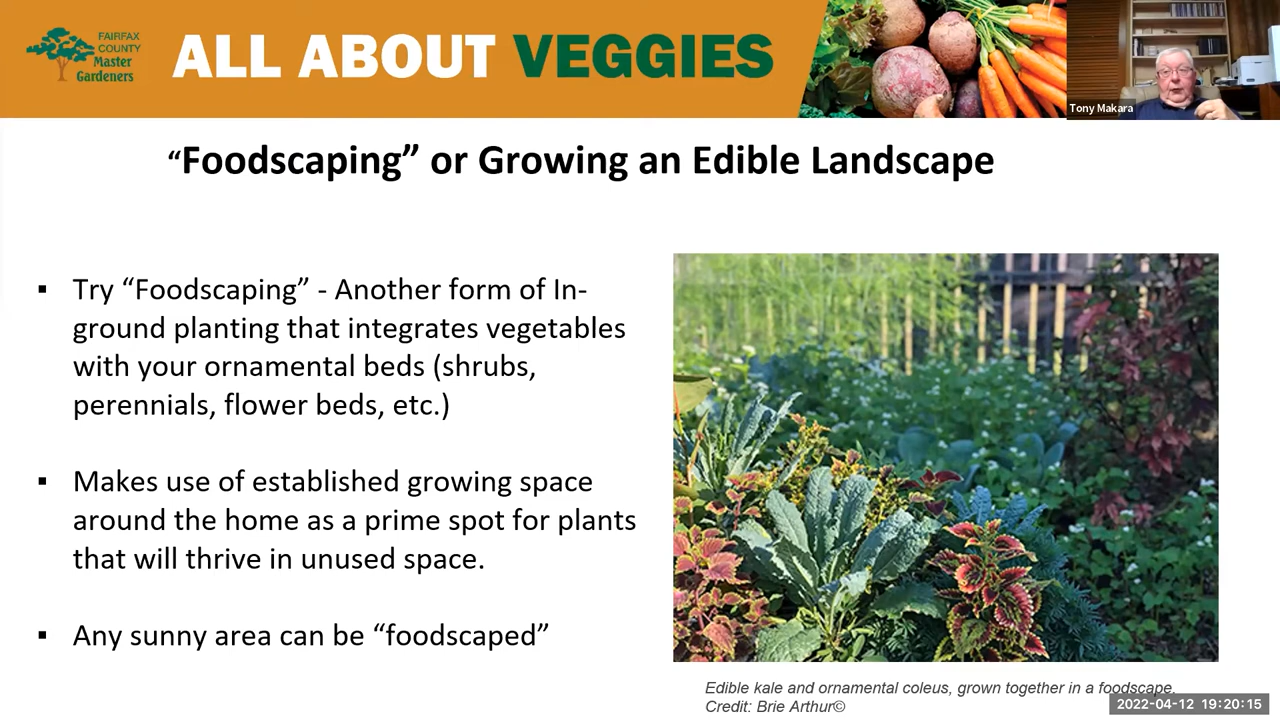 FAIRFAX
COUNTY
Master
Gardeners
ALL ABOUT VEGGIES
Tony Makara
“Foodscaping” or Growing an Edible Landscape
▪ Try “Foodscaping” - Another form of In-
ground planting that integrates vegetables
with your ornamental beds (shrubs,
perennials, flower beds, etc.)
▪ Makes use of established growing space
around the home as a prime spot for plants
that will thrive in unused space.
▪ Any sunny area can be “foodscaped”
Edible kale and ornamental coleus, grown together in a foodscape.
Credit: Brie Arthur©
2022-04-12 19:20:15